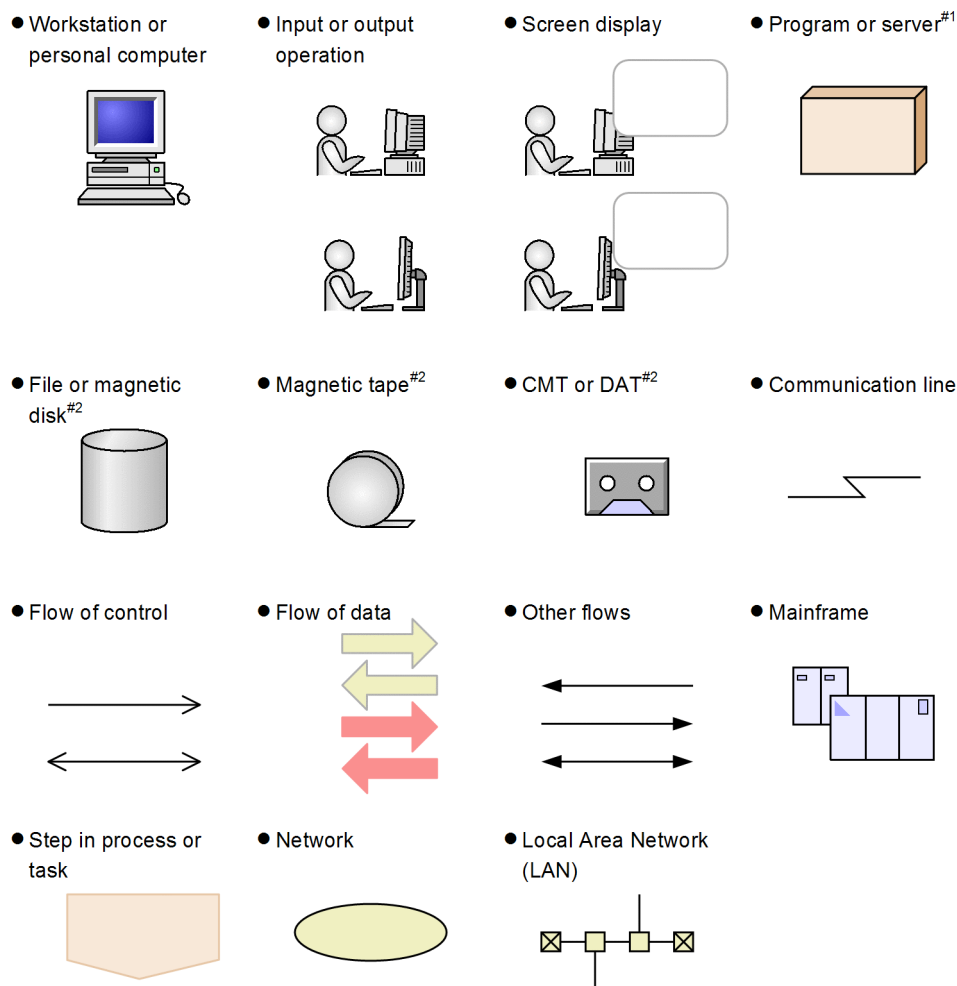 ● Workstation or
personal computer
● Input or output
operation
● Screen display
● Program or server#1
● File or magnetic
disk#2
● Magnetic tape#2
● CMT or DAT#2
● Communication line
● Flow of control
● Flow of data
● Other flows
● Mainframe
● Step in process or
task
● Network
● Local Area Network
(LAN)